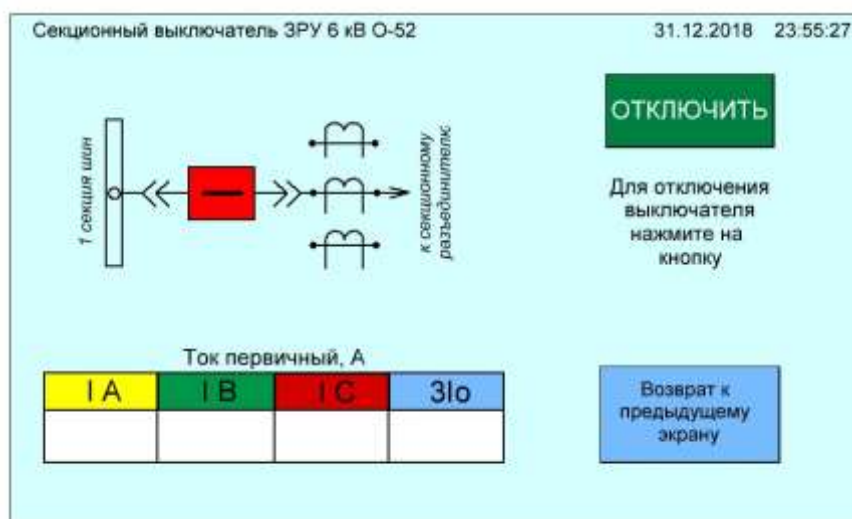 Секционный выключатель ЗРУ 6 кВ О-52
31.12.2018 23:55:27
ОТКЛЮЧИТЬ
Для отключения
выключателя
нажмите на
кнопку
1 секция шин
к секционному
разъединителю
Ток первичный, А
I A
I B
I C
3Io
Возврат к
предыдущему
экрану